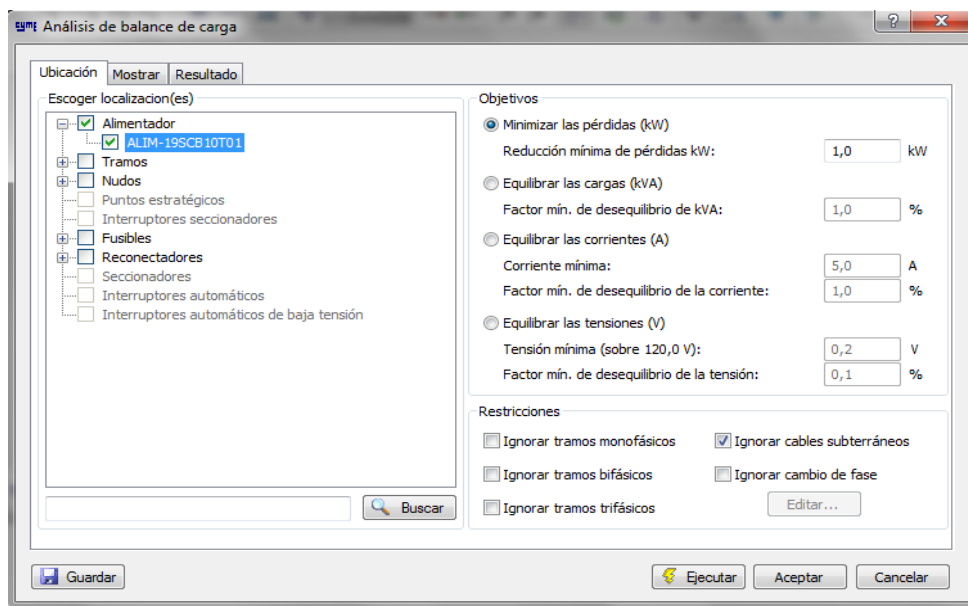 CYME Análisis de balance de carga
Ubicación Mostrar Resultado
Escoger localizacion(es)
Alimentador
ALIM-19SCB10T01
Tramos
Nudos
Puntos estratégicos
Interruptores seccionadores
Fusibles
Reconectadores
Seccionadores
Interruptores automáticos
Interruptores automáticos de baja tensión
Buscar
Objetivos
Minimizar las pérdidas (kW)
Reducción mínima de pérdidas kW: 1,0 kW
Equilibrar las cargas (kVA)
Factor mín. de desequilibrio de kVA: 1,0 %
Equilibrar las corrientes (A)
Corriente mínima: 5,0 A
Factor mín. de desequilibrio de la corriente: 1,0 %
Equilibrar las tensiones (V)
Tensión mínima (sobre 120,0 V): 0,2 V
Factor mín. de desequilibrio de la tensión: 0,1 %
Restricciones
Ignorar tramos monofásicos Ignorar cables subterráneos
Ignorar tramos bifásicos Ignorar cambio de fase
Ignorar tramos trifásicos Editar...
Guardar Ejecutar Aceptar Cancelar